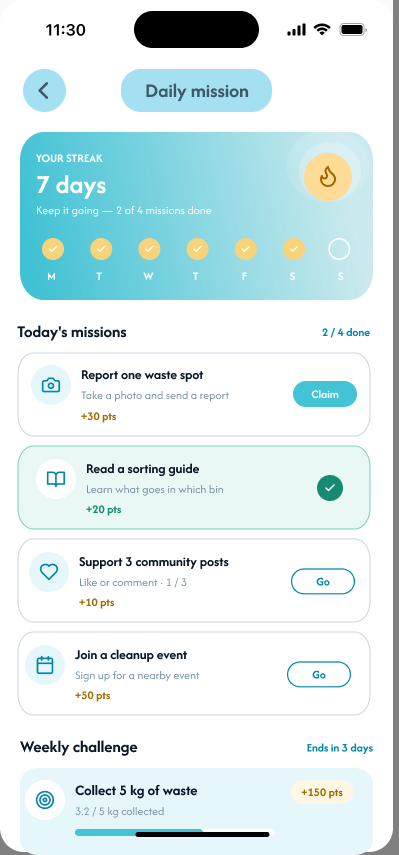 11:30
Daily mission
YOUR STREAK
7 days
Keep it going — 2 of 4 missions done
M T W T F S S
Today's missions
2 / 4 done
Report one waste spot
Take a photo and send a report
+30 pts
Claim
Read a sorting guide
Learn what goes in which bin
+20 pts
Support 3 community posts
Like or comment · 1 / 3
+10 pts
Go
Join a cleanup event
Sign up for a nearby event
+50 pts
Go
Weekly challenge
Ends in 3 days
Collect 5 kg of waste
3.2 / 5 kg collected
+150 pts